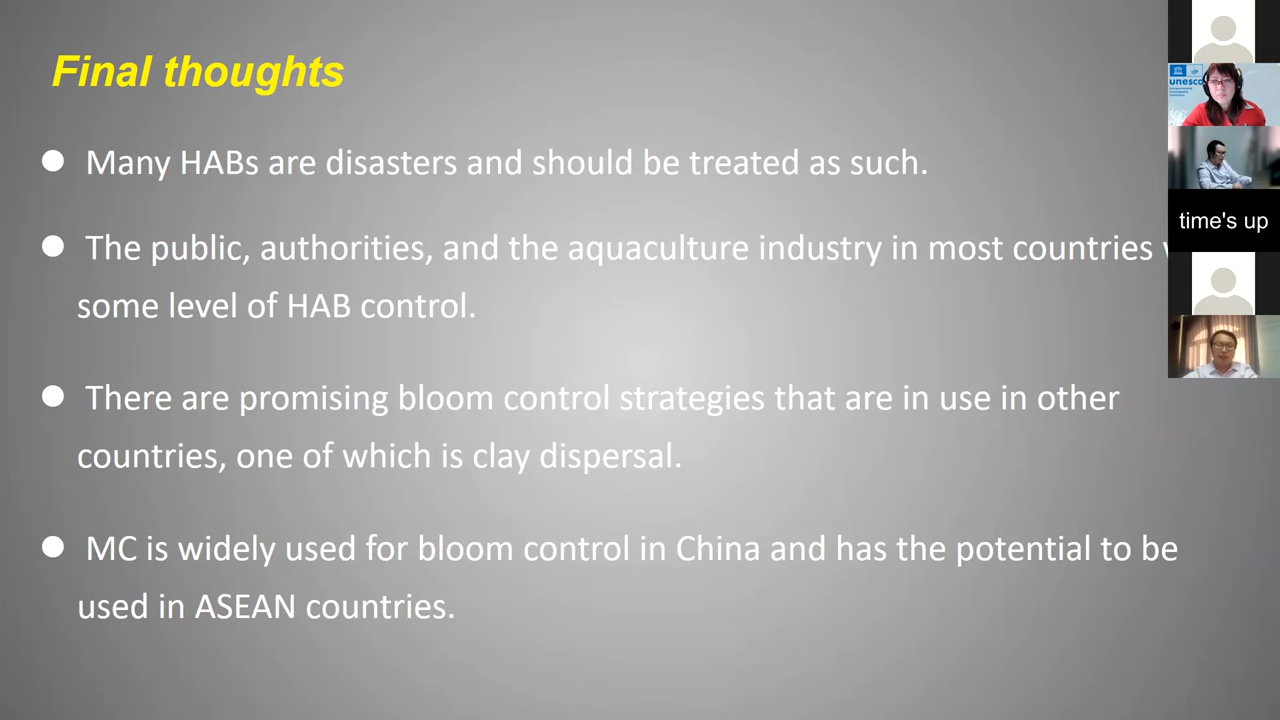 Final thoughts
Many HABs are disasters and should be treated as such.
The public, authorities, and the aquaculture industry in most countries
some level of HAB control.
There are promising bloom control strategies that are in use in other
countries, one of which is clay dispersal.
MC is widely used for bloom control in China and has the potential to be
used in ASEAN countries.
unesco
time's up